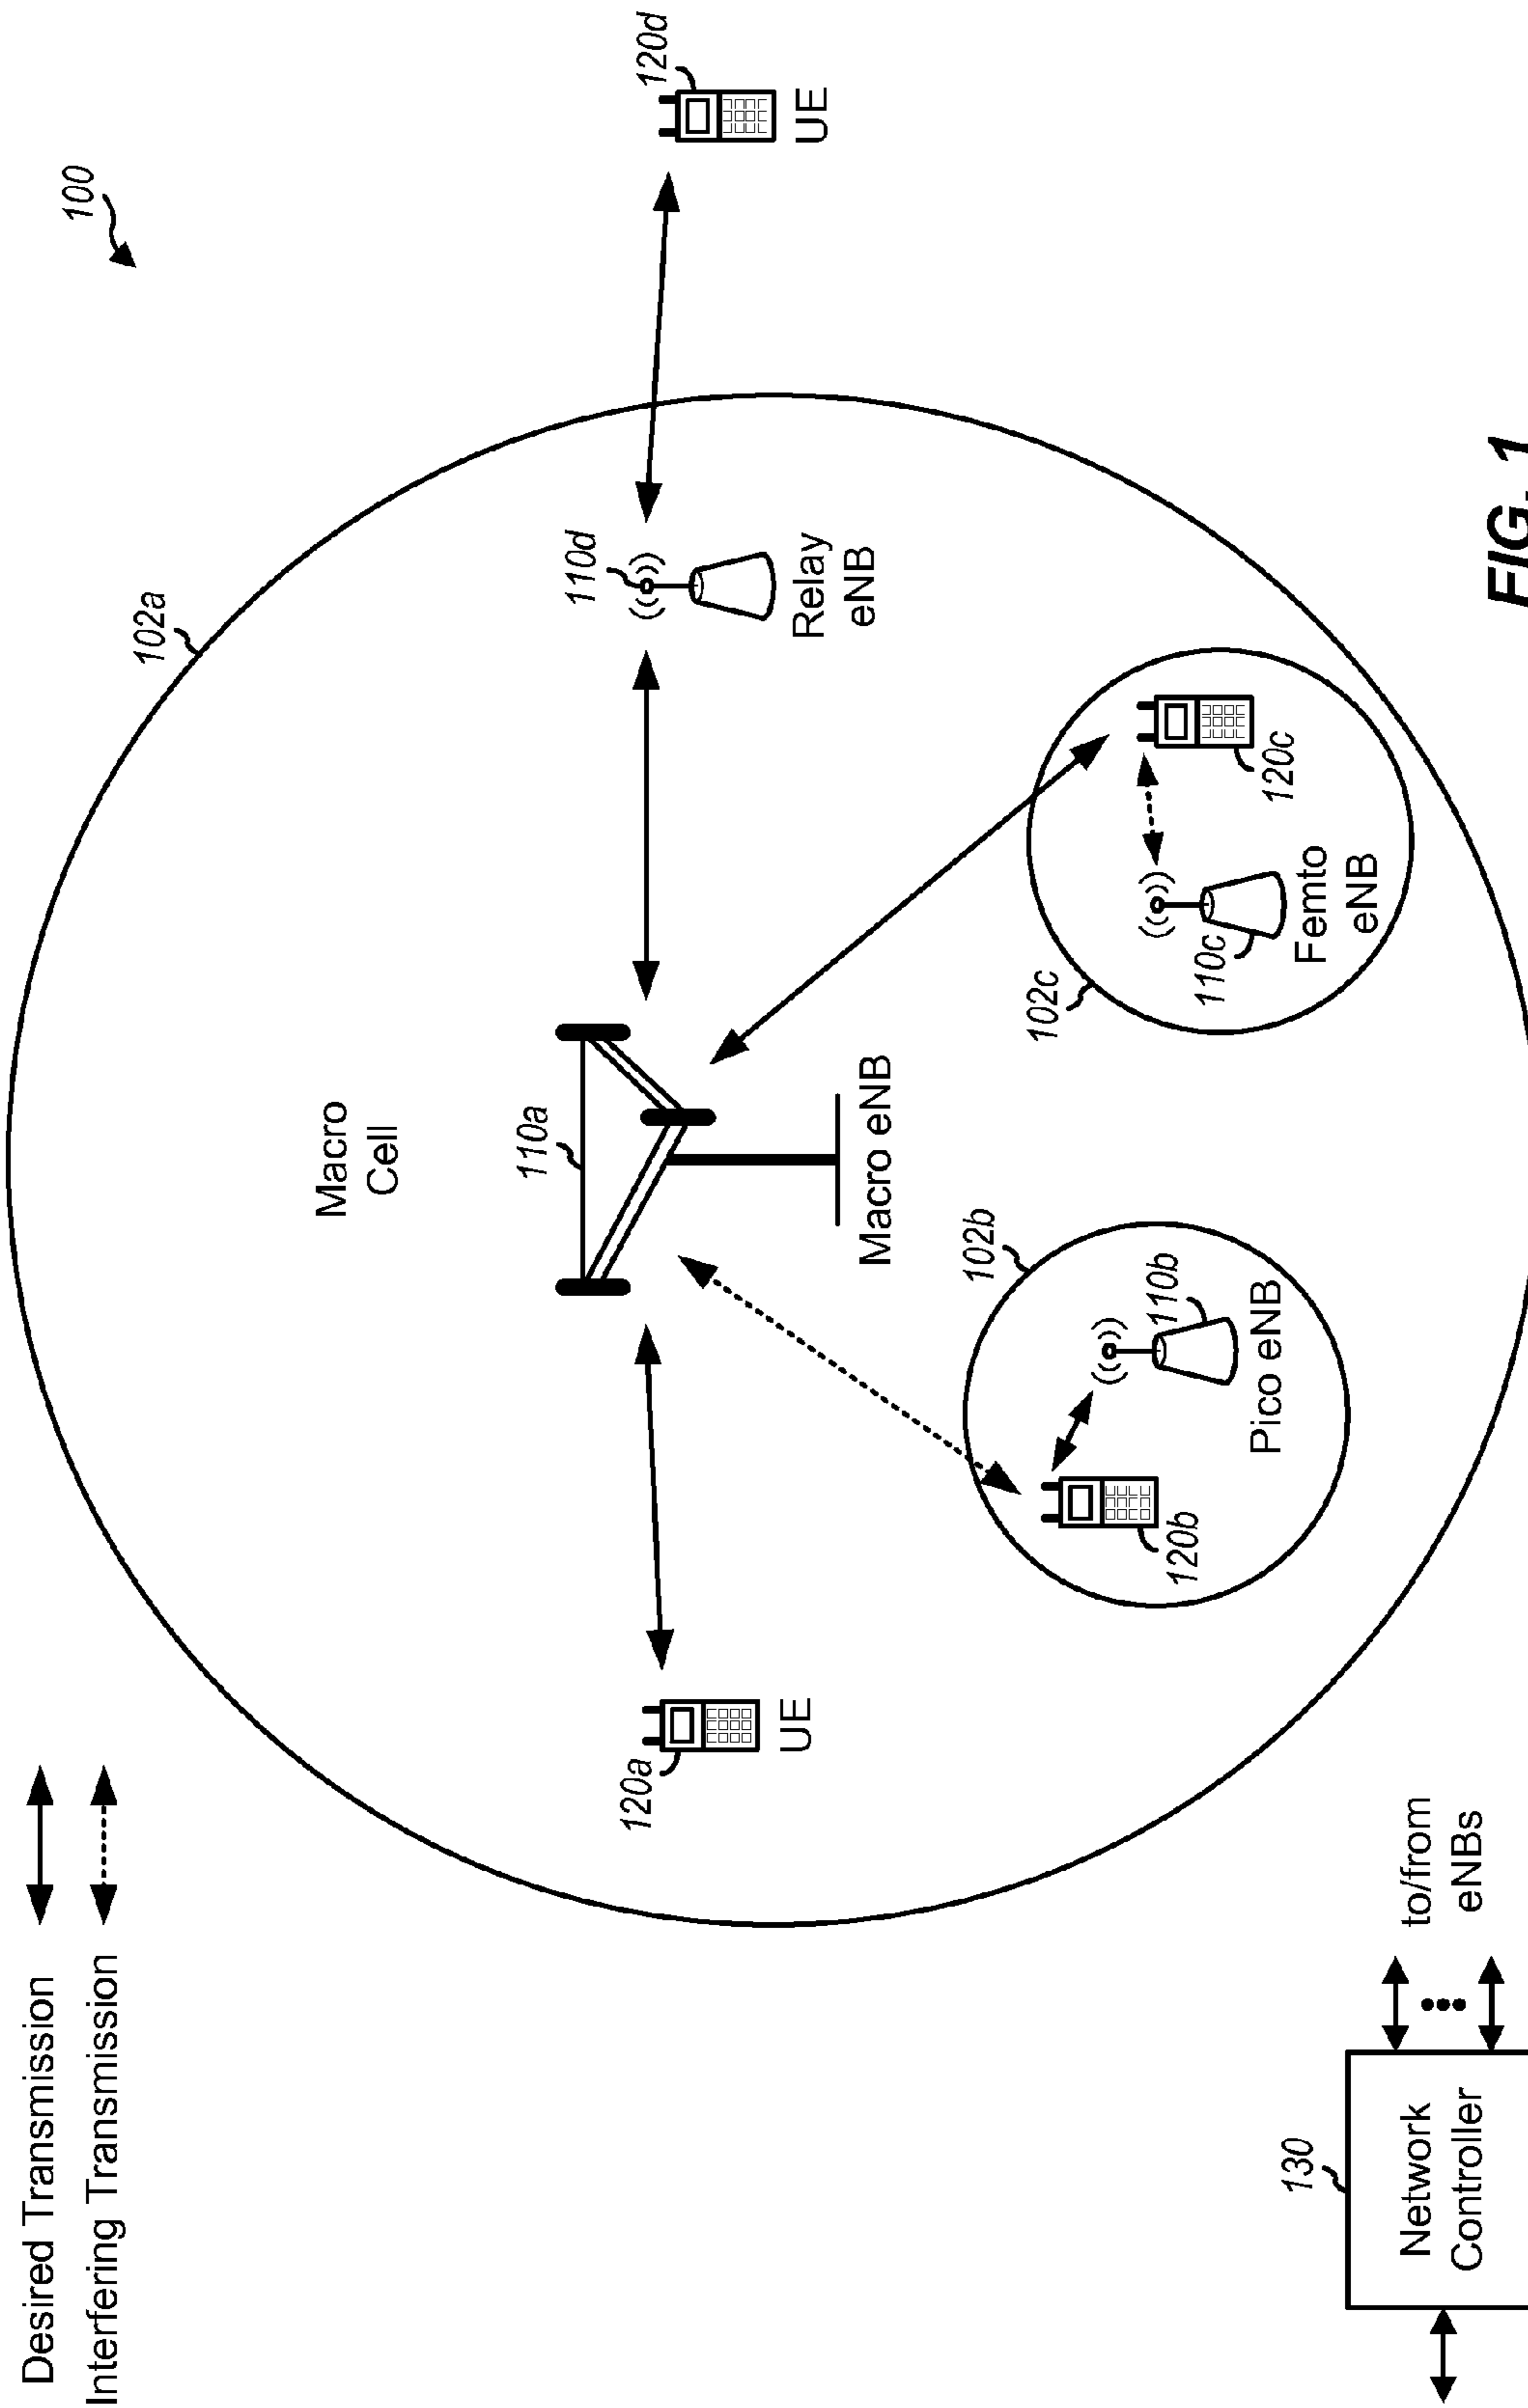 Desired Transmission
Interfering Transmission
100
102a
Macro
Cell
110a
Macro eNB
120a
UE
110d
Relay
eNB
120d
UE
102b
110b
Pico eNB
120b
102c
110c
Femto
eNB
120c
130
Network
Controller
to/from
eNBs
FIG. 1